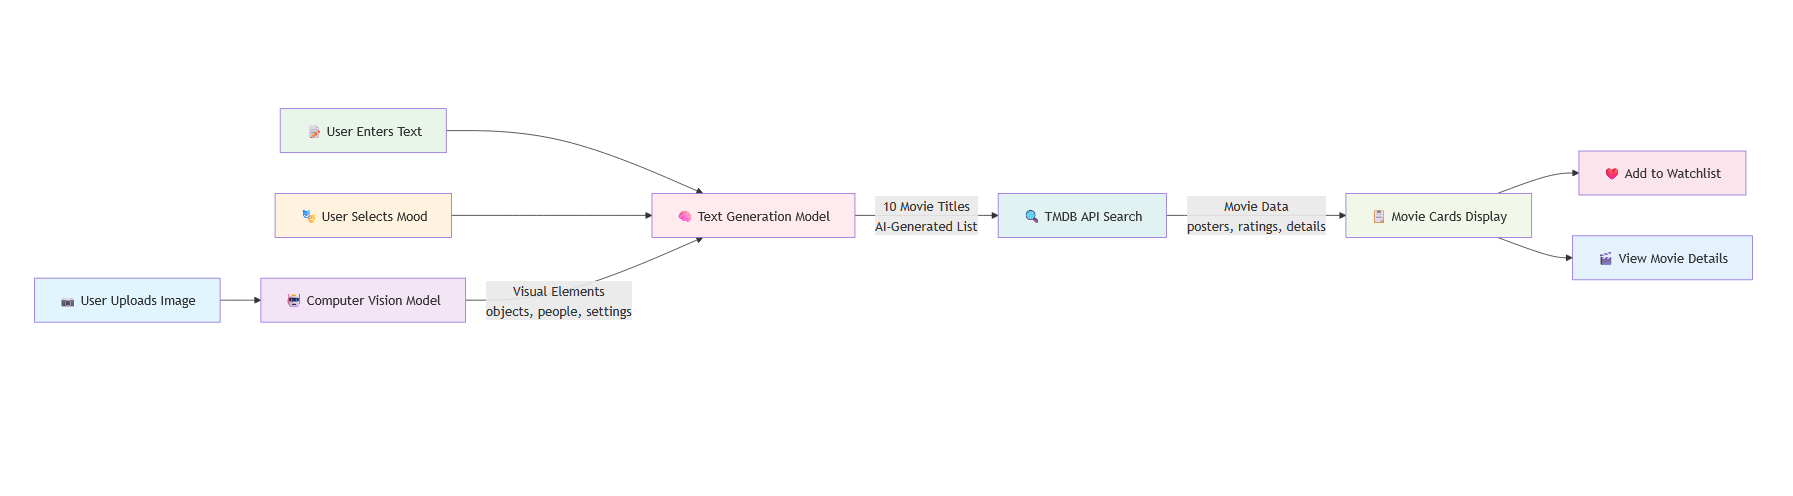 📝 User Enters Text
🎭 User Selects Mood
📷 User Uploads Image
🤖 Computer Vision Model
Visual Elements
objects, people, settings
🧠 Text Generation Model
10 Movie Titles
AI-Generated List
🔍 TMDB API Search
Movie Data
posters, ratings, details
📋 Movie Cards Display
❤️ Add to Watchlist
🎬 View Movie Details